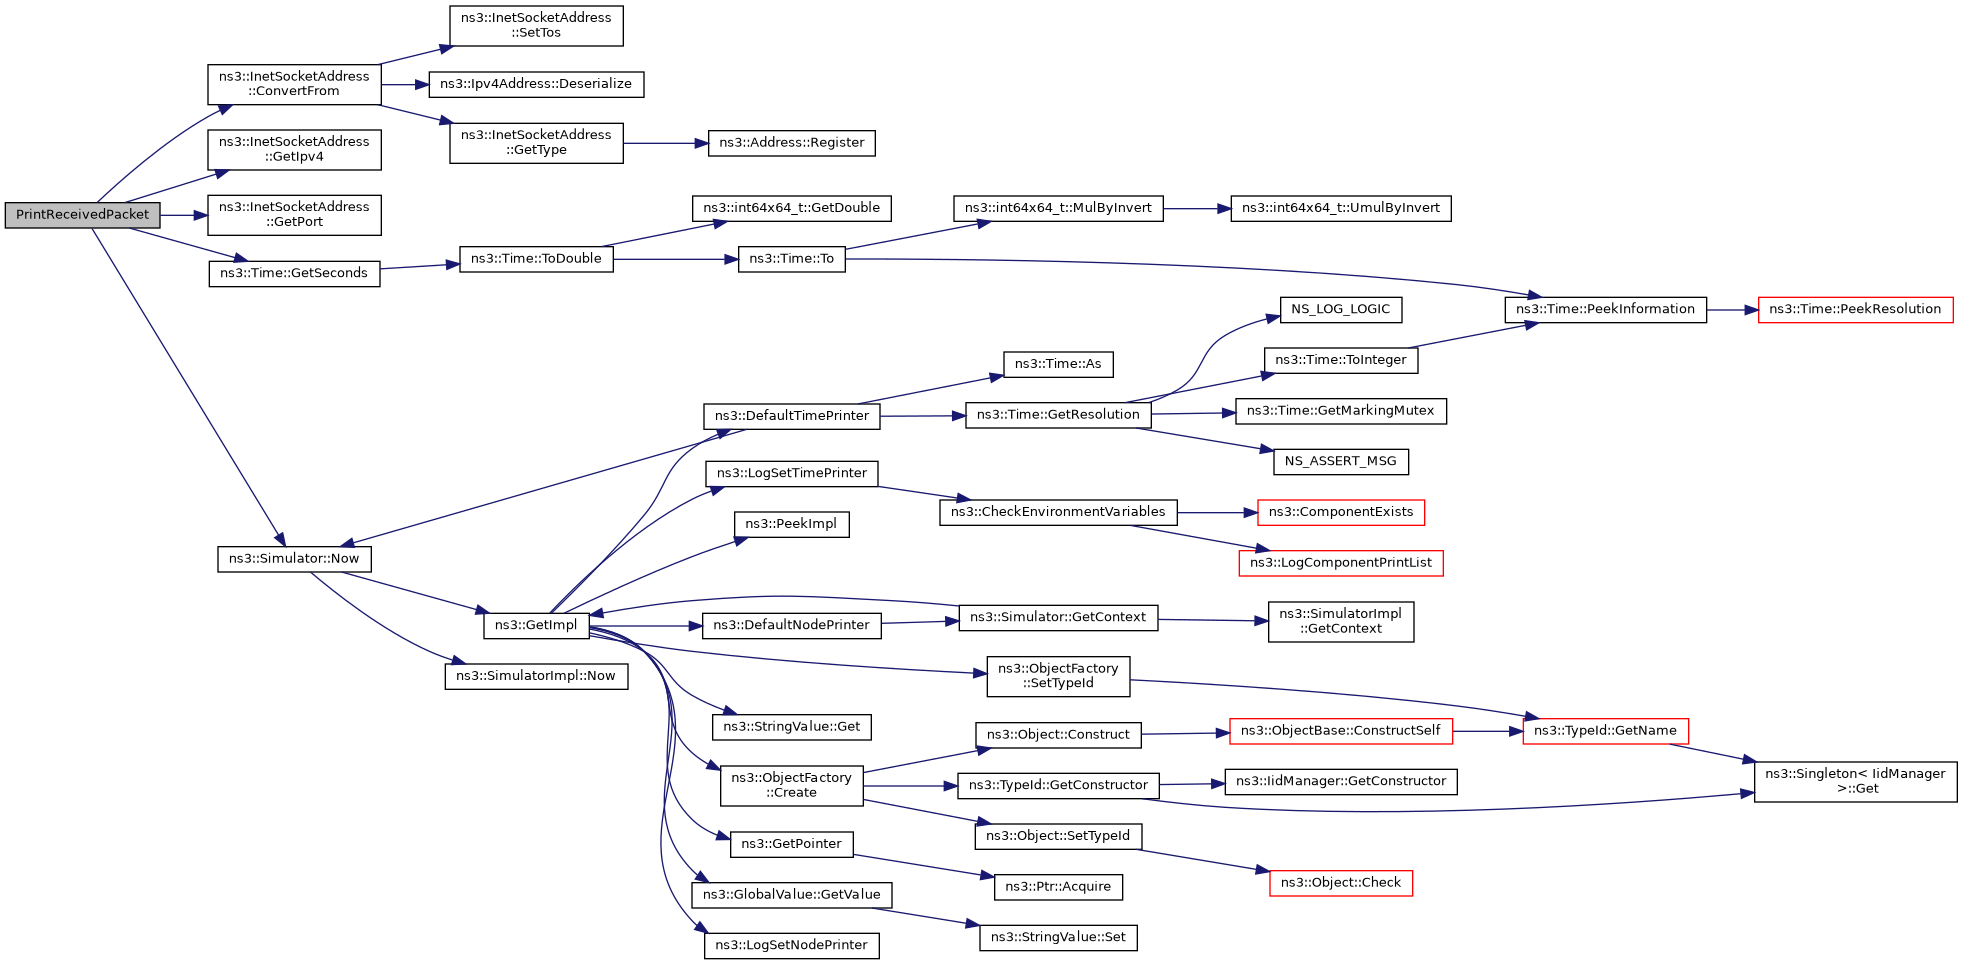 ns3::InetSocketAddress
::SetTos
ns3::InetSocketAddress
::ConvertFrom
ns3::Ipv4Address::Deserialize
ns3::InetSocketAddress
::GetType
ns3::Address::Register
ns3::InetSocketAddress
::GetIpv4
PrintReceivedPacket
ns3::InetSocketAddress
::GetPort
ns3::int64x64_t::GetDouble
ns3::int64x64_t::MulByInvert
ns3::int64x64_t::UmulByInvert
ns3::Time::GetSeconds
ns3::Time::ToDouble
ns3::Time::To
NS_LOG_LOGIC
ns3::Time::PeekInformation
ns3::Time::PeekResolution
ns3::Time::As
ns3::Time::ToInteger
ns3::DefaultTimePrinter
ns3::Time::GetResolution
ns3::Time::GetMarkingMutex
NS_ASSERT_MSG
ns3::LogSetTimePrinter
ns3::CheckEnvironmentVariables
ns3::ComponentExists
ns3::PeekImpl
ns3::LogComponentPrintList
ns3::Simulator::Now
ns3::GetImpl
ns3::DefaultNodePrinter
ns3::Simulator::GetContext
ns3::SimulatorImpl
::GetContext
ns3::SimulatorImpl::Now
ns3::ObjectFactory
::SetTypeId
ns3::StringValue::Get
ns3::Object::Construct
ns3::ObjectBase::ConstructSelf
ns3::TypeId::GetName
ns3::ObjectFactory
::Create
ns3::TypeId::GetConstructor
ns3::IidManager::GetConstructor
ns3::Singleton< IidManager
>::Get
ns3::Object::SetTypeId
ns3::GetPointer
ns3::Ptr::Acquire
ns3::Object::Check
ns3::GlobalValue::GetValue
ns3::StringValue::Set
ns3::LogSetNodePrinter